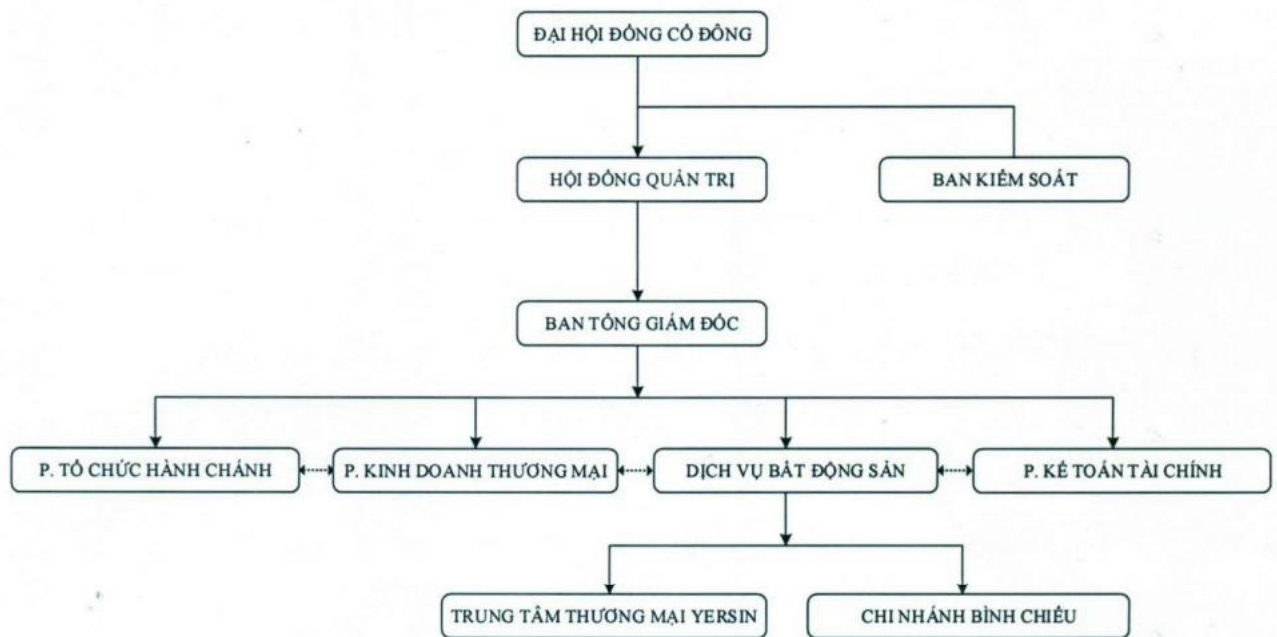 ĐẠI HỘI ĐỒNG CỔ ĐÔNG
HỘI ĐỒNG QUẢN TRỊ
BAN KIỂM SOÁT
BAN TỔNG GIÁM ĐỐC
P. TỔ CHỨC HÀNH CHÁNH
P. KINH DOANH THƯƠNG MẠI
DỊCH VỤ BẤT ĐỘNG SẢN
P. KẾ TOÁN TÀI CHÍNH
TRUNG TÂM THƯƠNG MẠI YERSIN
CHI NHÁNH BÌNH CHIỂU